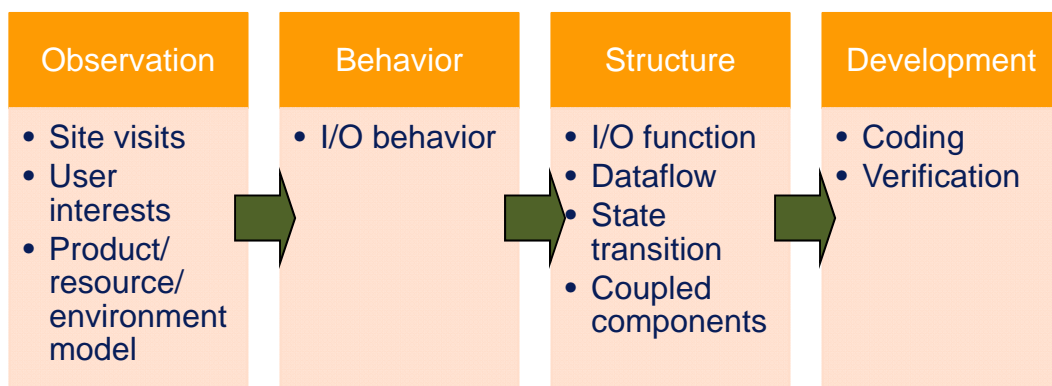 Observation
• Site visits
• User
interests
• Product/
resource/
environment
model
Behavior
• I/O behavior
Structure
• I/O function
• Dataflow
• State
transition
• Coupled
components
Development
• Coding
• Verification